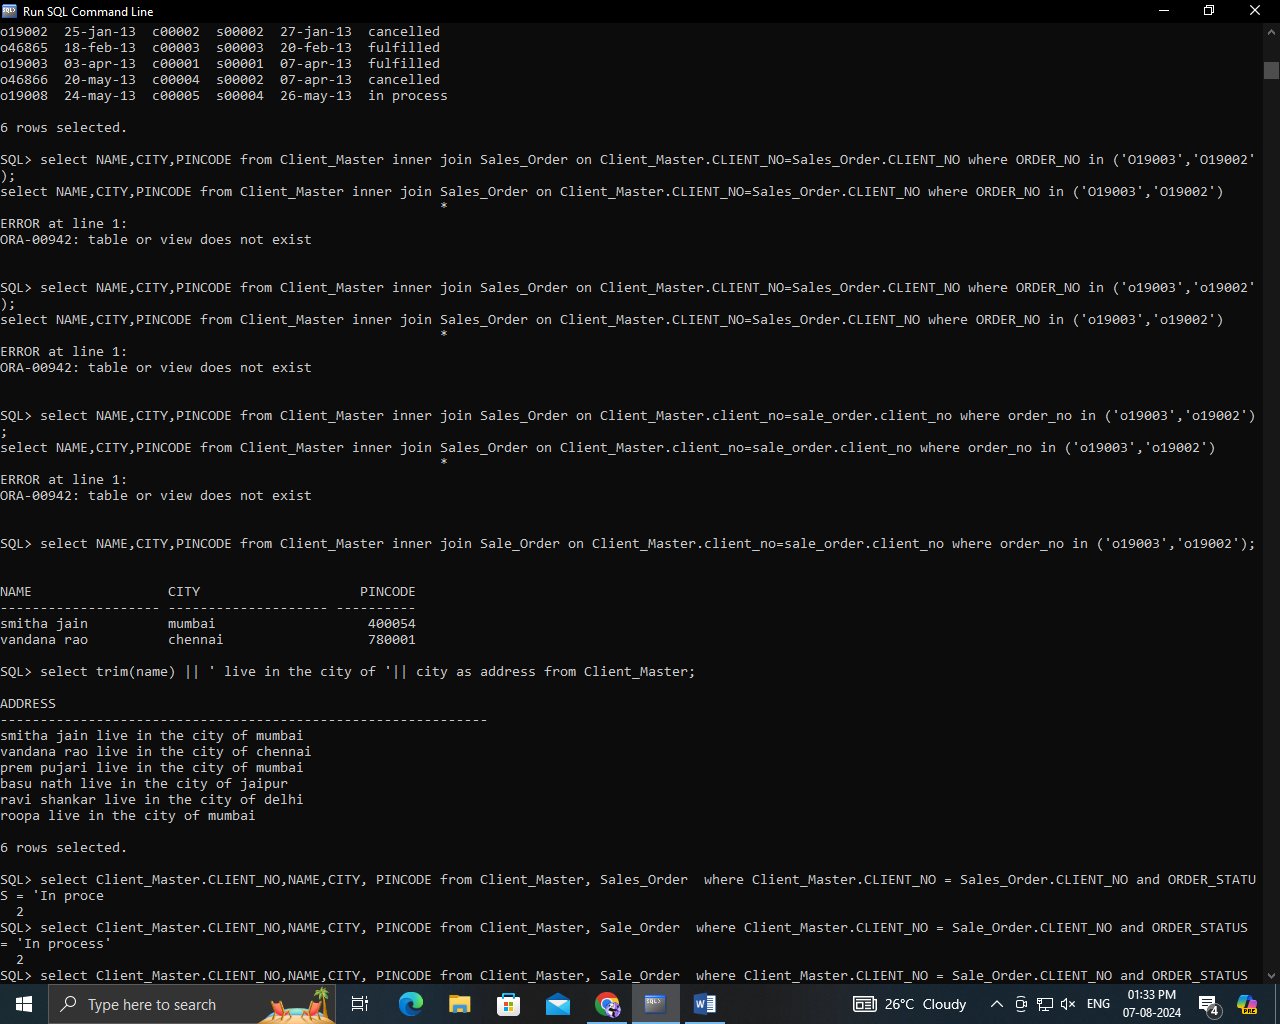 Run SQL Command Line
o19002  25-jan-13  c00002  s00002  27-jan-13  cancelled
o46865  18-feb-13  c00003  s00003  20-feb-13  fulfilled
o19003  03-apr-13  c00001  s00001  07-apr-13  fulfilled
o46866  20-may-13  c00004  s00002  07-apr-13  cancelled
o19008  24-may-13  c00005  s00004  26-may-13  in process
6 rows selected.
SQL> select NAME,CITY,PINCODE from Client_Master inner join Sales_Order on Client_Master.CLIENT_NO=Sales_Order.CLIENT_NO where ORDER_NO in ('O19003','O19002'
);
select NAME,CITY,PINCODE from Client_Master inner join Sales_Order on Client_Master.CLIENT_NO=Sales_Order.CLIENT_NO where ORDER_NO in ('O19003','O19002')
*
ERROR at line 1:
ORA-00942: table or view does not exist
SQL> select NAME,CITY,PINCODE from Client_Master inner join Sales_Order on Client_Master.CLIENT_NO=Sales_Order.CLIENT_NO where ORDER_NO in ('o19003','o19002'
);
select NAME,CITY,PINCODE from Client_Master inner join Sales_Order on Client_Master.CLIENT_NO=Sales_Order.CLIENT_NO where ORDER_NO in ('o19003','o19002')
*
ERROR at line 1:
ORA-00942: table or view does not exist
SQL> select NAME,CITY,PINCODE from Client_Master inner join Sales_Order on Client_Master.client_no=sale_order.client_no where order_no in ('o19003','o19002')
;
select NAME,CITY,PINCODE from Client_Master inner join Sales_Order on Client_Master.client_no=sale_order.client_no where order_no in ('o19003','o19002')
*
ERROR at line 1:
ORA-00942: table or view does not exist
SQL> select NAME,CITY,PINCODE from Client_Master inner join Sale_Order on Client_Master.client_no=sale_order.client_no where order_no in ('o19003','o19002');
NAME                 CITY                    PINCODE
-------------------- -------------------- ----------
smitha jain          mumbai                   400054
vandana rao          chennai                  780001
SQL> select trim(name) || ' live in the city of '|| city as address from Client_Master;
ADDRESS
-------------------------------------------------------------
smitha jain live in the city of mumbai
vandana rao live in the city of chennai
prem pujari live in the city of mumbai
basu nath live in the city of jaipur
ravi shankar live in the city of delhi
roopa live in the city of mumbai
6 rows selected.
SQL> select Client_Master.CLIENT_NO,NAME,CITY, PINCODE from Client_Master, Sales_Order  where Client_Master.CLIENT_NO = Sales_Order.CLIENT_NO and ORDER_STATU
S = 'In proce
2
SQL> select Client_Master.CLIENT_NO,NAME,CITY, PINCODE from Client_Master, Sale_Order  where Client_Master.CLIENT_NO = Sale_Order.CLIENT_NO and ORDER_STATUS
= 'In process'
2
SQL> select Client_Master.CLIENT_NO,NAME,CITY, PINCODE from Client_Master, Sale_Order  where Client_Master.CLIENT_NO = Sale_Order.CLIENT_NO and ORDER_STATUS
Type here to search
26°C Cloudy
ENG
01:33 PM
07-08-2024
4